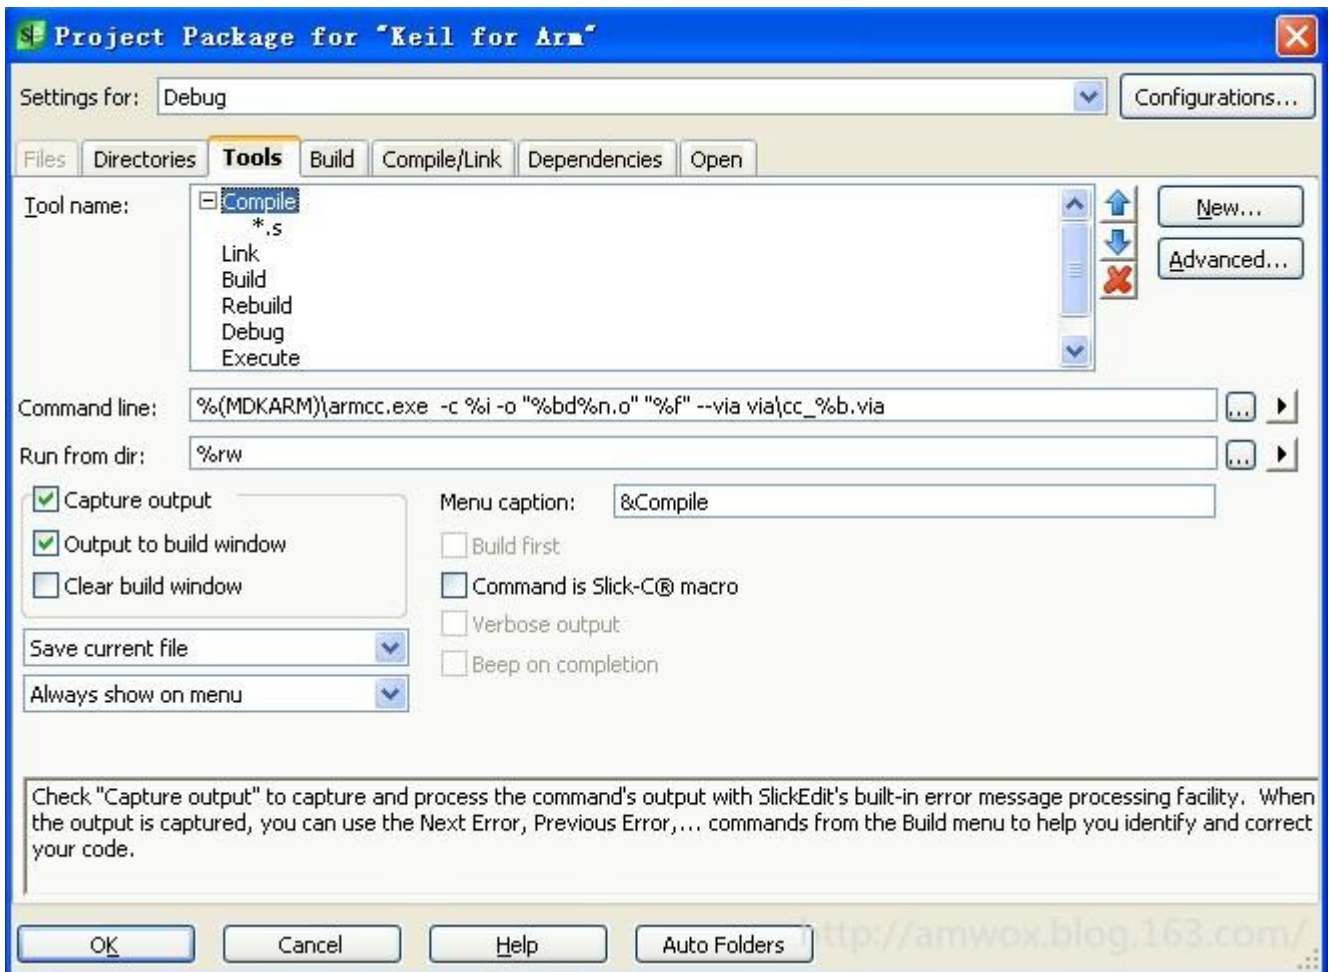 Project Package for "Keil for Arm"
Settings for: Debug Configurations...
Files Directories Tools Build Compile/Link Dependencies Open
Tool name: Compile New...
*.s
Link Advanced...
Build
Rebuild
Debug
Execute
Command line: %(MDKARM)\armcc.exe -c %i -o "%bd%n.o" "%f" --via via\cc_%b.via ...
Run from dir: %rw ...
Capture output Menu caption: &Compile
Output to build window Build first
Clear build window Command is Slick-C® macro
Verbose output
Save current file
Beep on completion
Always show on menu
Check "Capture output" to capture and process the command's output with SlickEdit's built-in error message processing facility. When
the output is captured, you can use the Next Error, Previous Error,... commands from the Build menu to help you identify and correct
your code.
OK Cancel Help Auto Folders
http://amwox.blog.163.com/